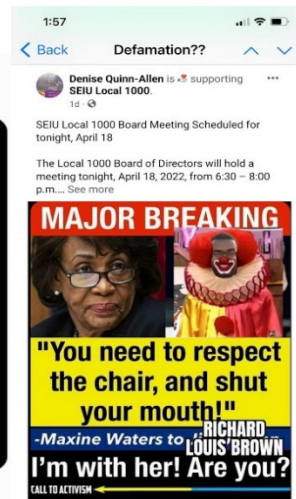 1:57
Back
Defamation??
Denise Quinn-Allen is supporting
SEIU Local 1000.
1d
SEIU Local 1000 Board Meeting Scheduled for
tonight, April 18
The Local 1000 Board of Directors will hold a
meeting tonight, April 18, 2022, from 6:30 – 8:00
p.m.... See more
MAJOR BREAKING
"You need to respect
the chair, and shut
your mouth!"
-Maxine Waters to
RICHARD
LOUIS BROWN
I'm with her! Are you?
CALL TO ACTIVISM